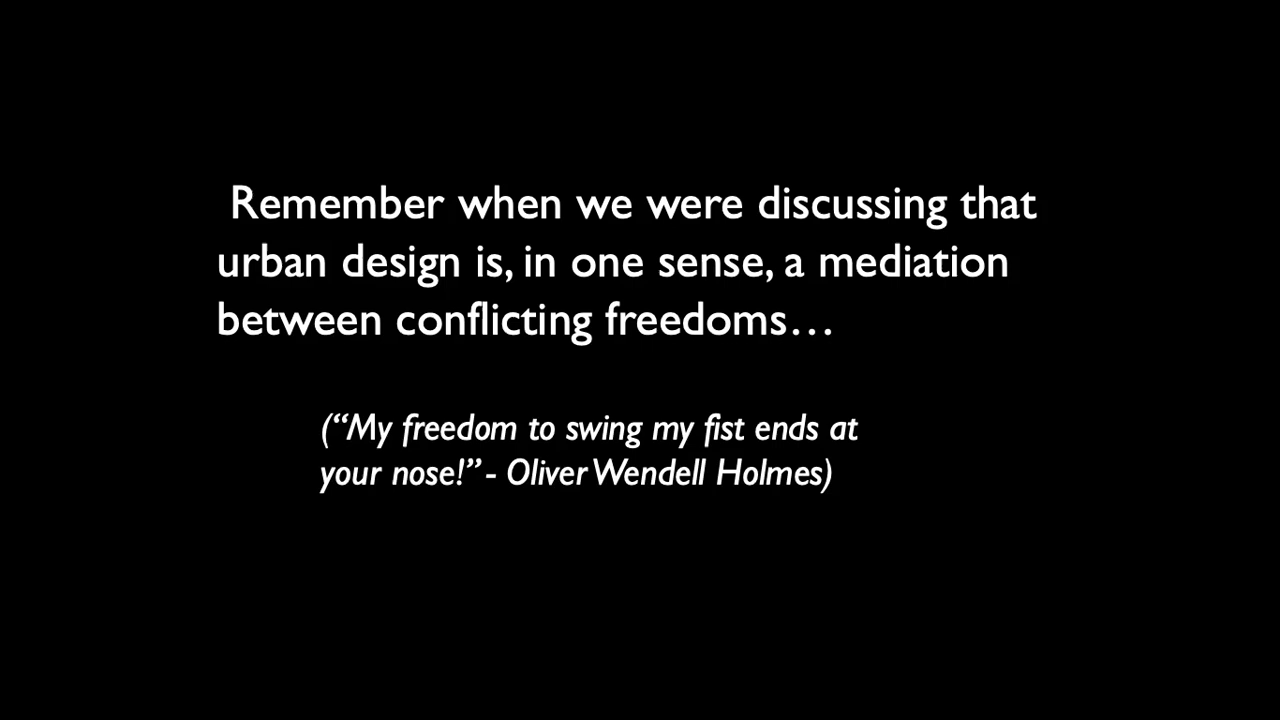 Remember when we were discussing that
urban design is, in one sense, a mediation
between conflicting freedoms…
(“My freedom to swing my fist ends at
your nose!” - Oliver Wendell Holmes)